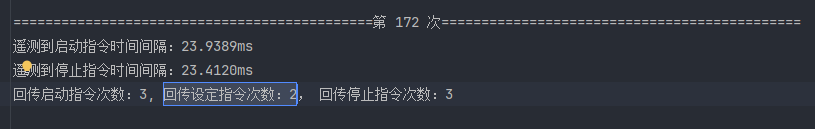 =============================================第 172 次=============================================
遥测到启动指令时间间隔：23.9389ms
遥测到停止指令时间间隔：23.4120ms
回传启动指令次数：3, 回传设定指令次数：2， 回传停止指令次数：3